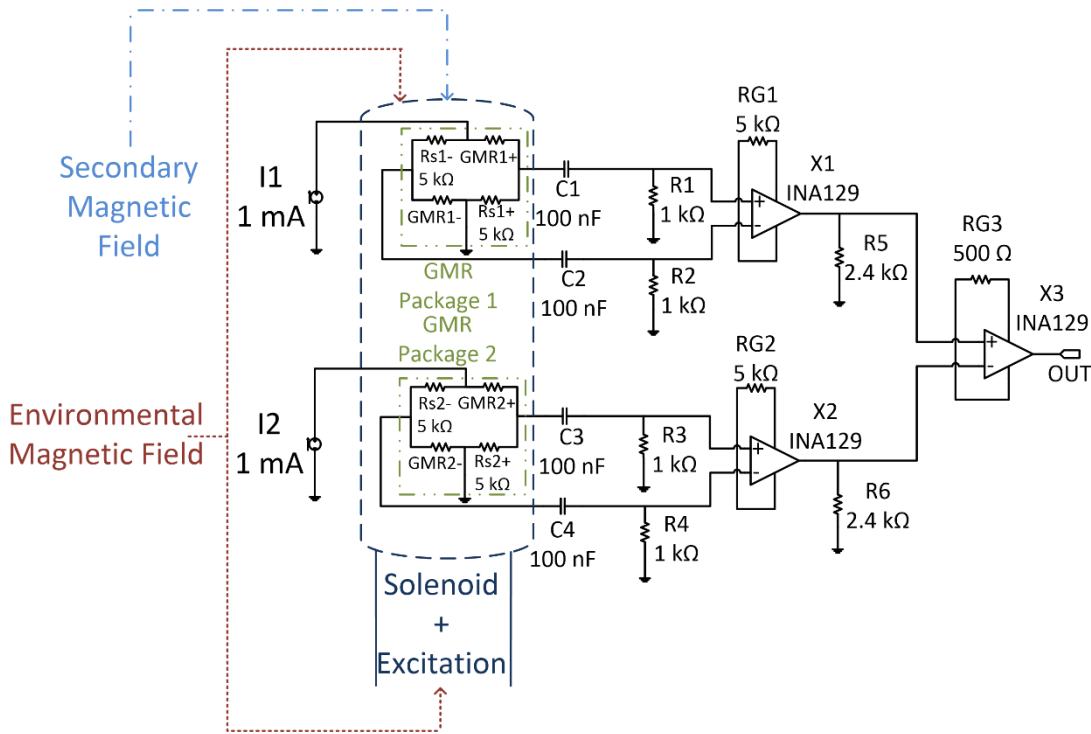 Secondary
Magnetic
Field
Environmental
Magnetic Field
I1
1 mA
I2
1 mA
Rs1-
5 kΩ
GMR1+
GMR1-
Rs1+
5 kΩ
GMR
Package 1
GMR
Package 2
Rs2-
5 kΩ
GMR2+
GMR2-
Rs2+
5 kΩ
Solenoid
+
Excitation
C1
100 nF
C2
100 nF
C3
100 nF
C4
100 nF
R1
1 kΩ
R2
1 kΩ
R3
1 kΩ
R4
1 kΩ
RG1
5 kΩ
X1
INA129
+
-
R5
2.4 kΩ
RG2
5 kΩ
X2
INA129
+
-
R6
2.4 kΩ
RG3
500 Ω
X3
INA129
+
-
OUT